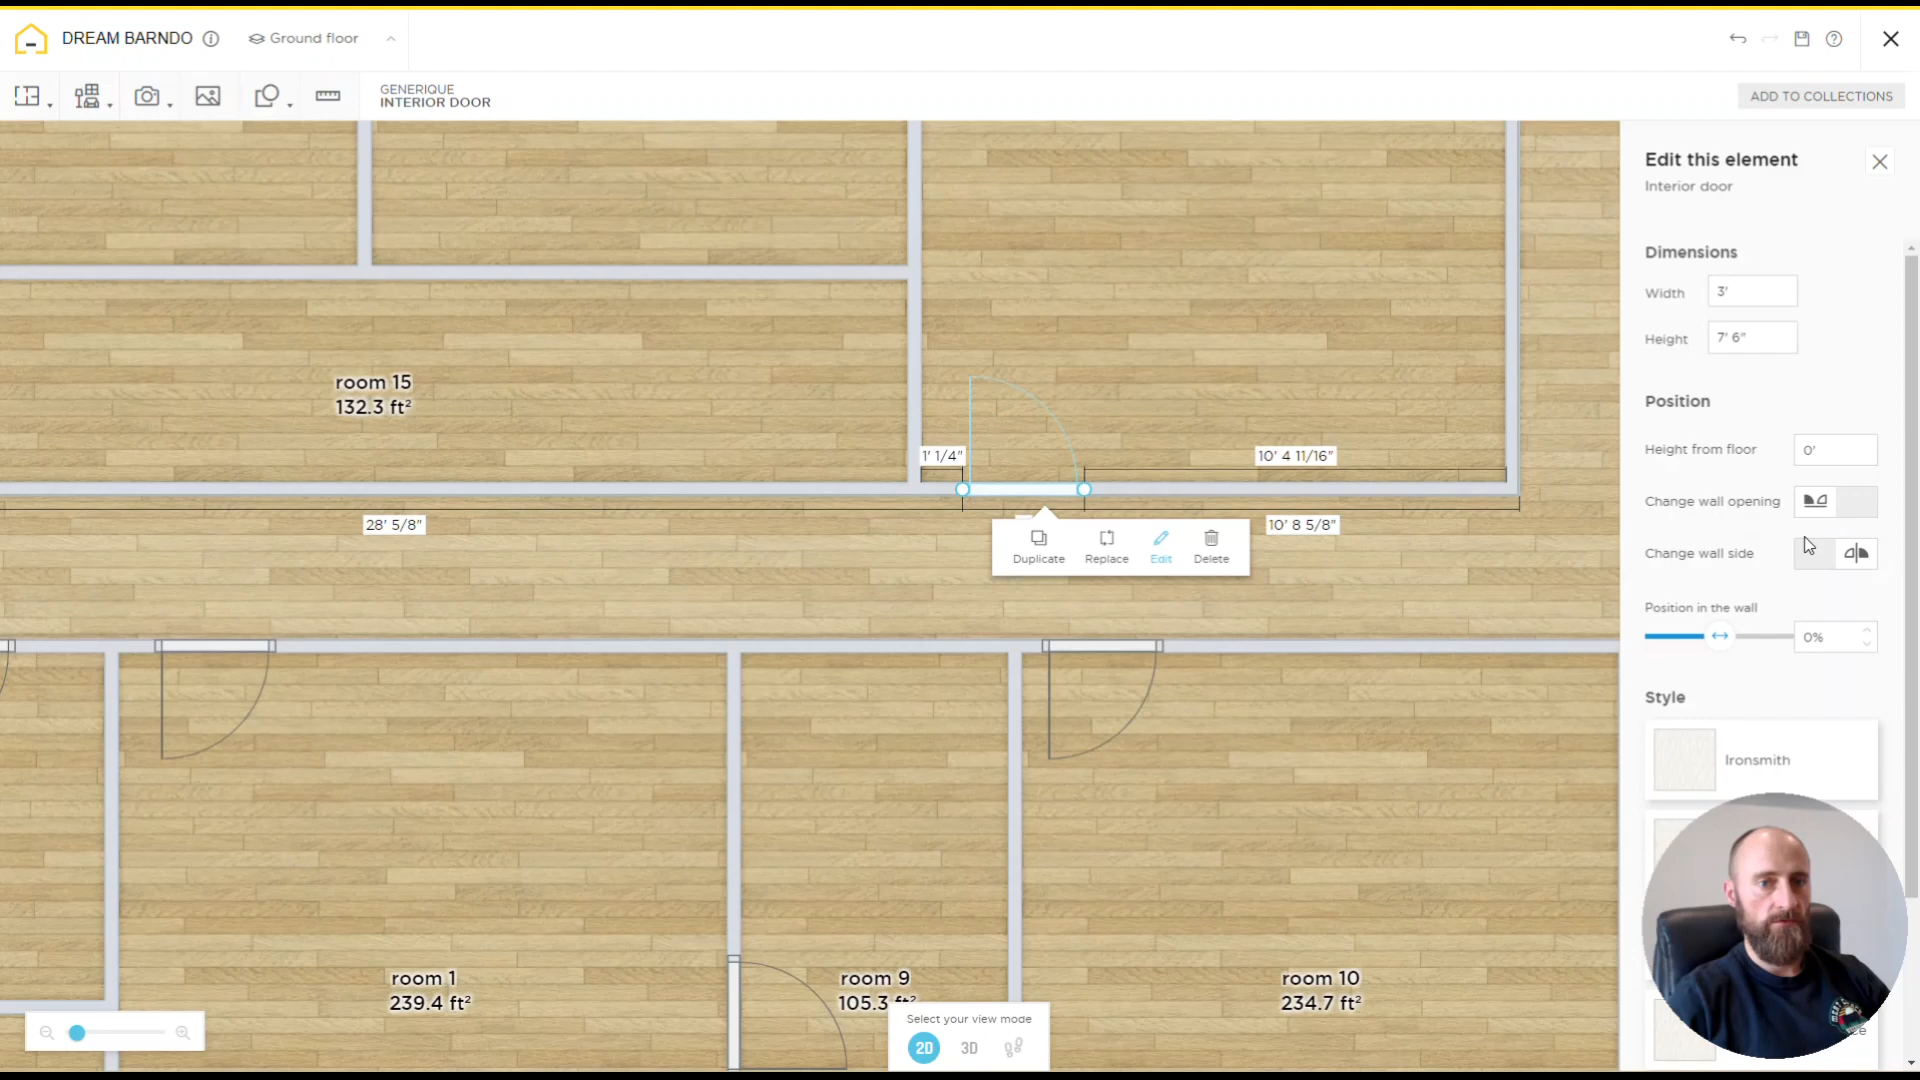 DREAM BARNDO
Ground floor
GENERIQUE
INTERIOR DOOR
ADD TO COLLECTIONS
Edit this element
Interior door
Dimensions
Width 3'
Height 7' 6"
Position
Height from floor 0'
Change wall opening
Change wall side
Position in the wall
0%
Style
Ironsmith
room 15
132.3 ft²
1' 1/4"
10' 4 11/16"
28' 5/8"
10' 8 5/8"
Duplicate Replace Edit Delete
room 1
239.4 ft²
room 9
105.3 ft²
room 10
234.7 ft²
Select your view mode
2D 3D